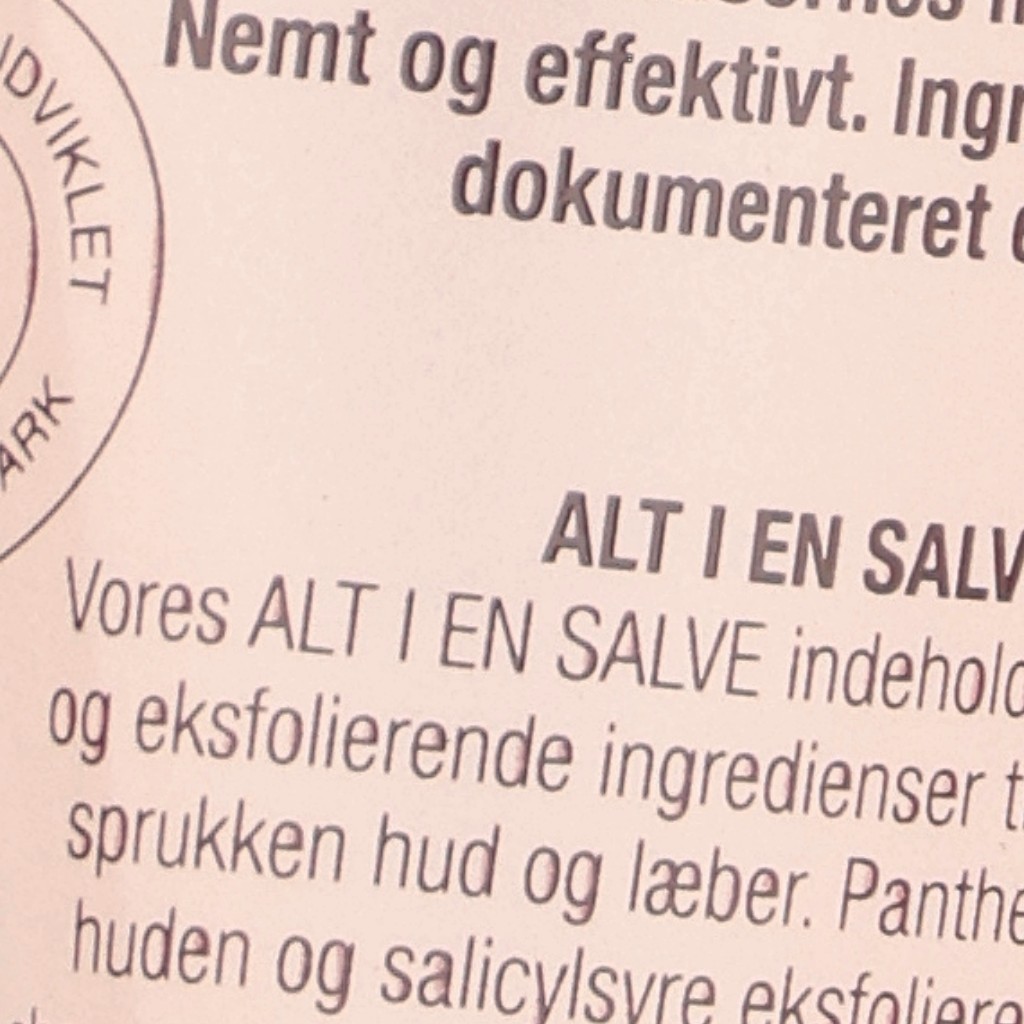 Nemt og effektivt.
dokumenteret
UDVIKLET
ALT I EN
Vores ALT I EN SALVE
og eksfolierende ingredienser
sprukken hud og læber.
huden og salicylsyre